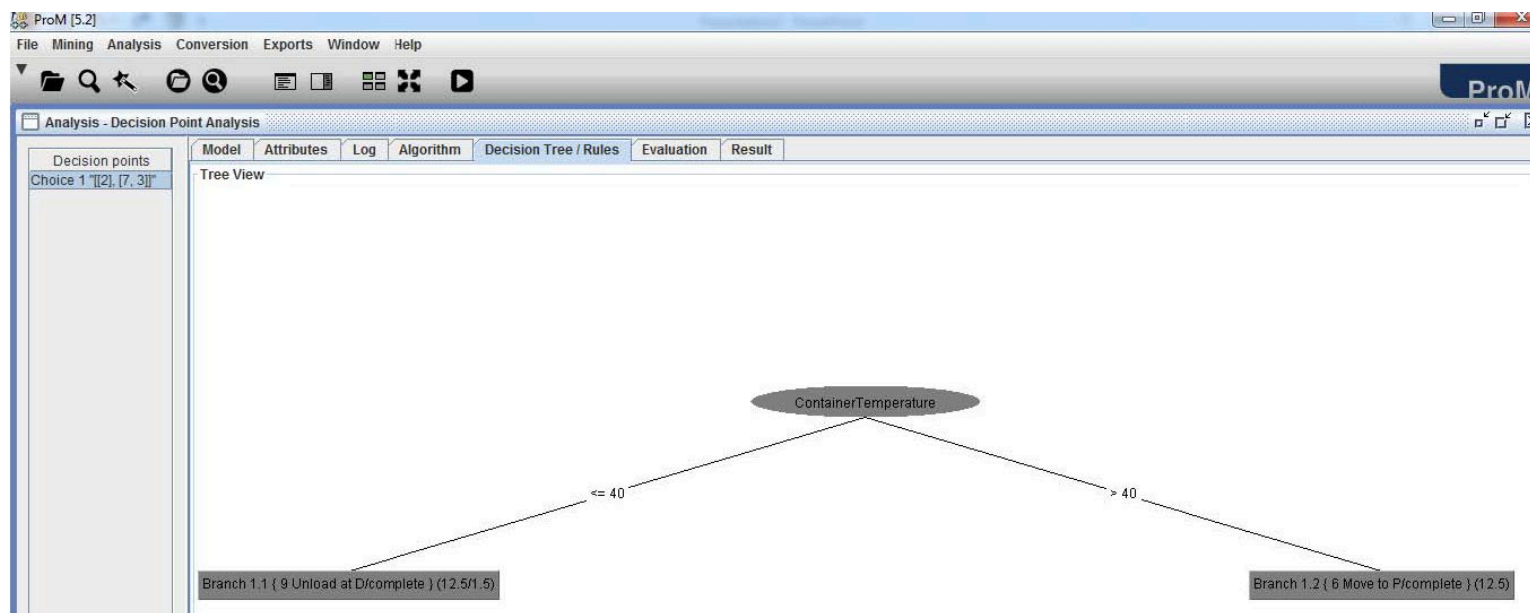 ProM [5.2]
File Mining Analysis Conversion Exports Window Help
ProM
Analysis - Decision Point Analysis
Decision points
Choice 1 "[[2], [7, 3]]"
Model Attributes Log Algorithm Decision Tree / Rules Evaluation Result
Tree View
ContainerTemperature
<= 40
> 40
Branch 1.1 { 9 Unload at D/complete } (12.5/1.5)
Branch 1.2 { 6 Move to P/complete } (12.5)